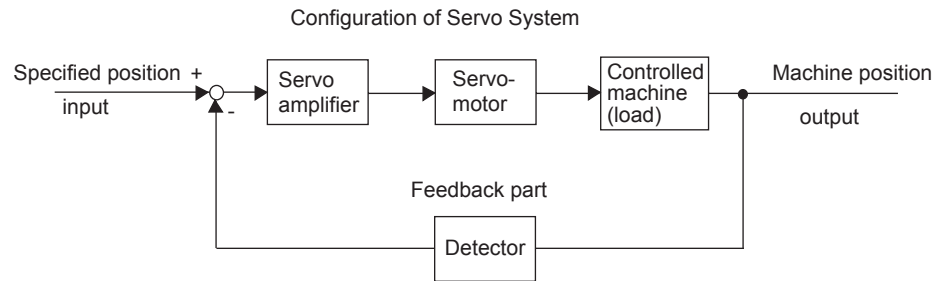 Configuration of Servo System
Specified position +
input
-
Servo
amplifier
Servo-
motor
Controlled
machine
(load)
Machine position
output
Feedback part
Detector